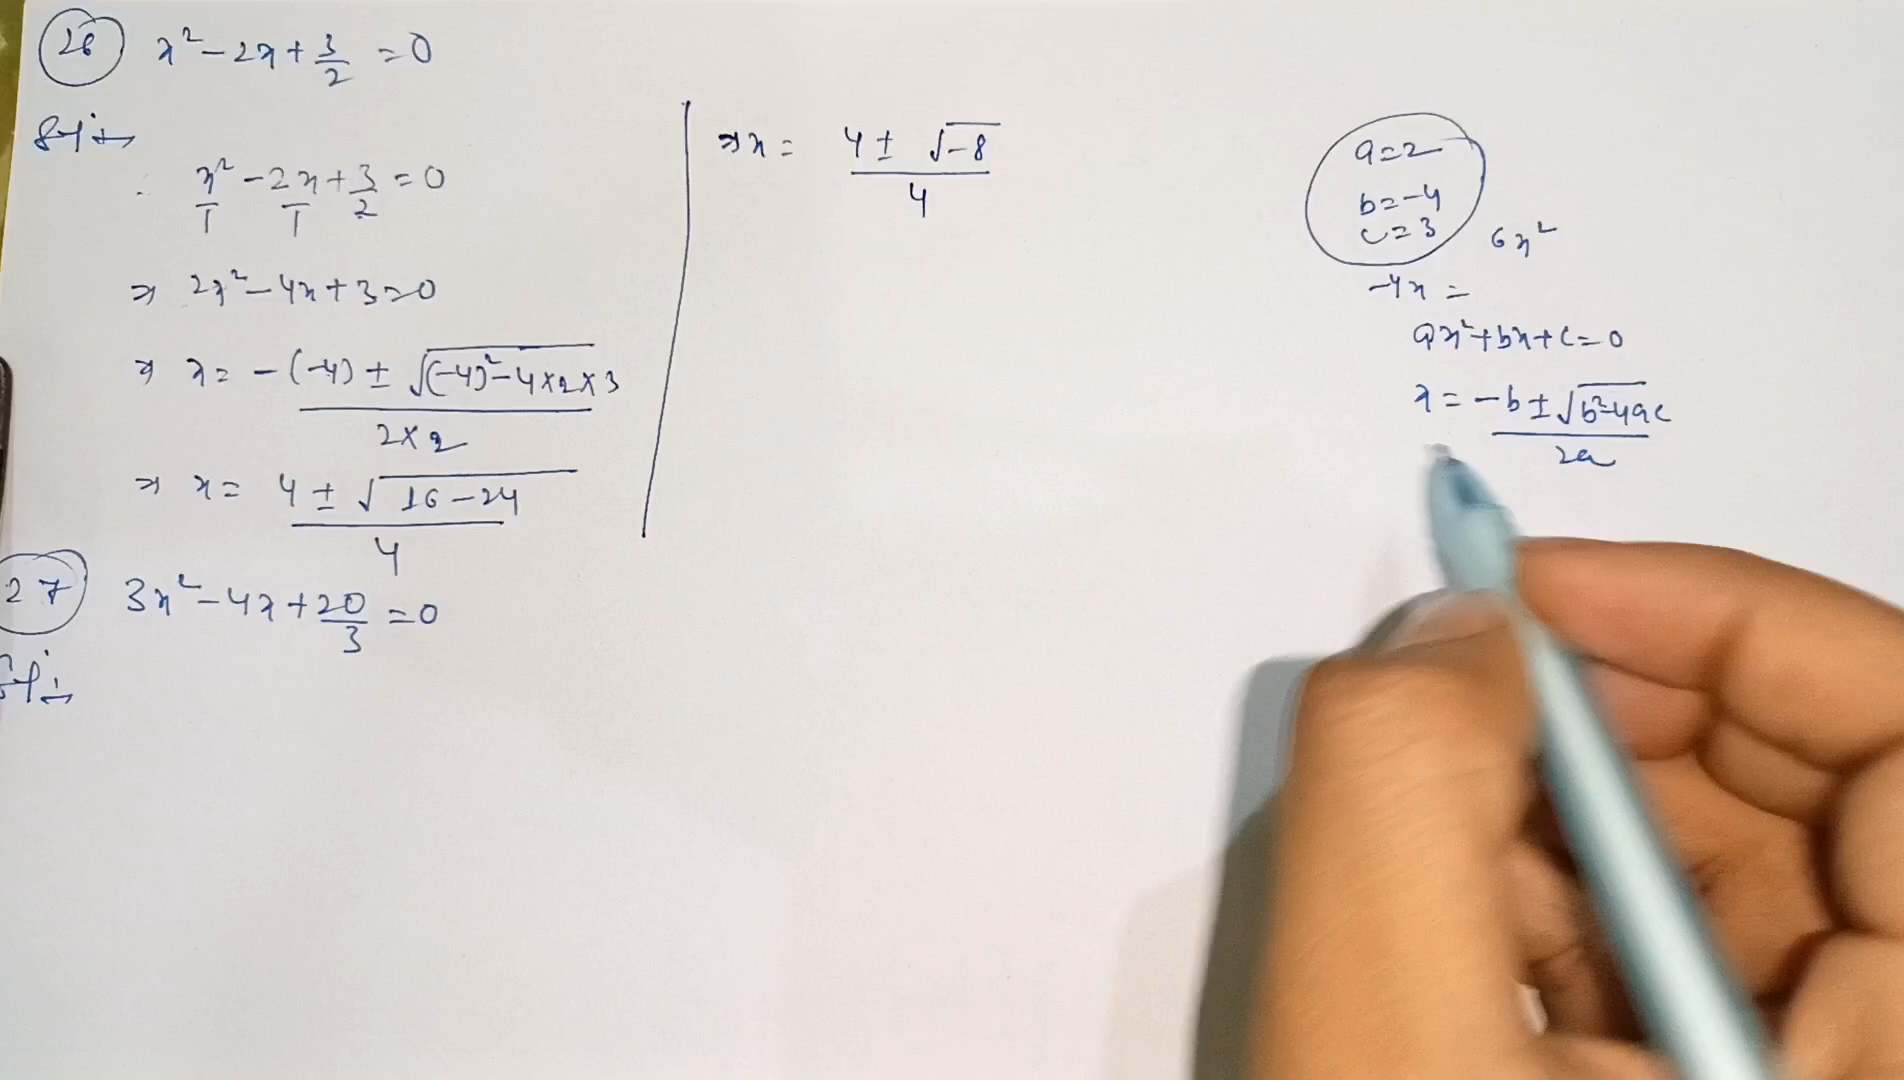 26 x² - 2x + 3/2 = 0
Sol:
x²/1 - 2x/1 + 3/2 = 0
⇒ 2x² - 4x + 3 = 0
⇒ x = -(-4) ± √(-4)² - 4×2×3 / 2×2
⇒ x = 4 ± √16 - 24 / 4
27 3x² - 4x + 20/3 = 0
Sol:
⇒ x = 4 ± √-8 / 4
a = 2
b = -4
c = 3
6x²
-4x =
ax² + bx + c = 0
x = -b ± √b² - 4ac / 2a